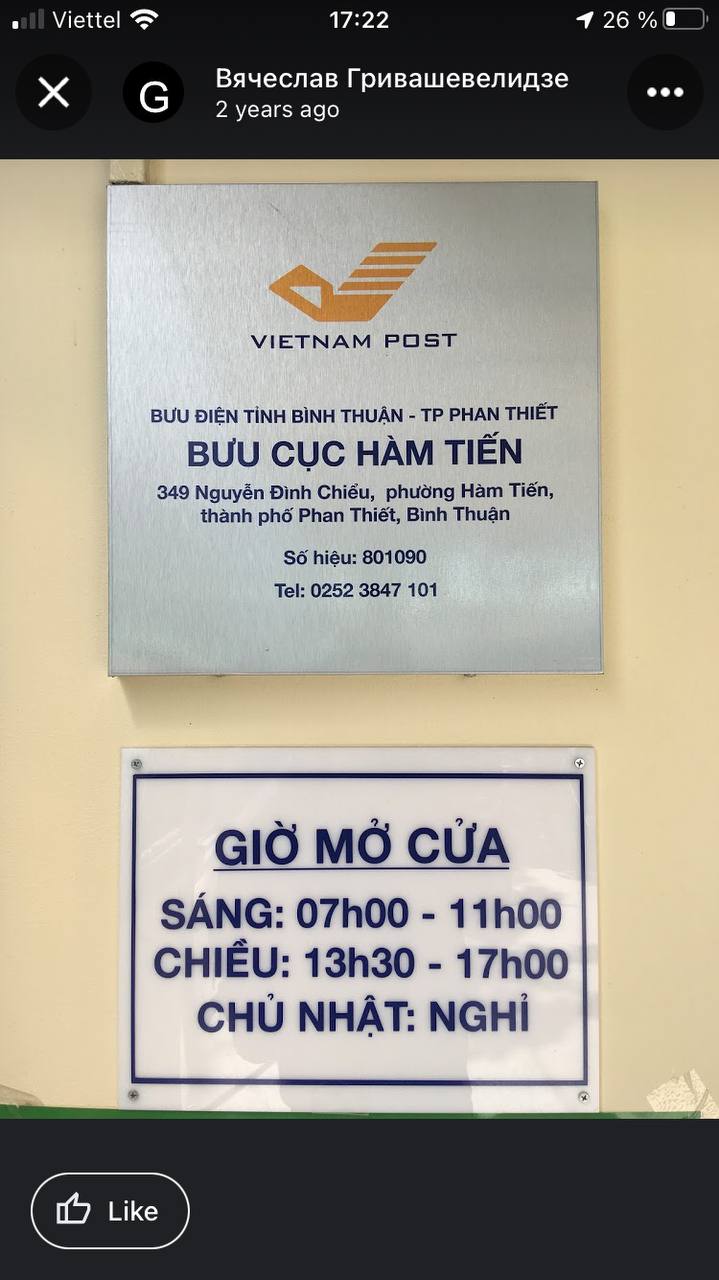 Viettel 17:22 26 %
G Вячеслав Гривашевелидзе
2 years ago
VIETNAM POST
BƯU ĐIỆN TỈNH BÌNH THUẬN - TP PHAN THIẾT
BƯU CỤC HÀM TIẾN
349 Nguyễn Đình Chiểu, phường Hàm Tiến,
thành phố Phan Thiết, Bình Thuận
Số hiệu: 801090
Tel: 0252 3847 101
GIỜ MỞ CỬA
SÁNG: 07h00 - 11h00
CHIỀU: 13h30 - 17h00
CHỦ NHẬT: NGHỈ
Like